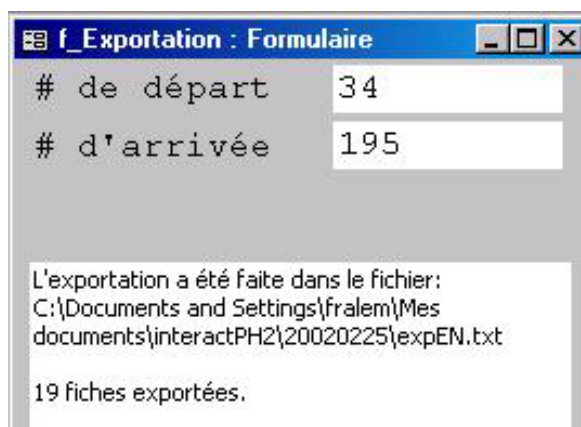 f_Exportation : Formulaire
# de départ 34
# d'arrivée 195
L'exportation a été faite dans le fichier:
C:\Documents and Settings\fralem\Mes
documents\interactPH2\20020225\expEN.txt
19 fiches exportées.